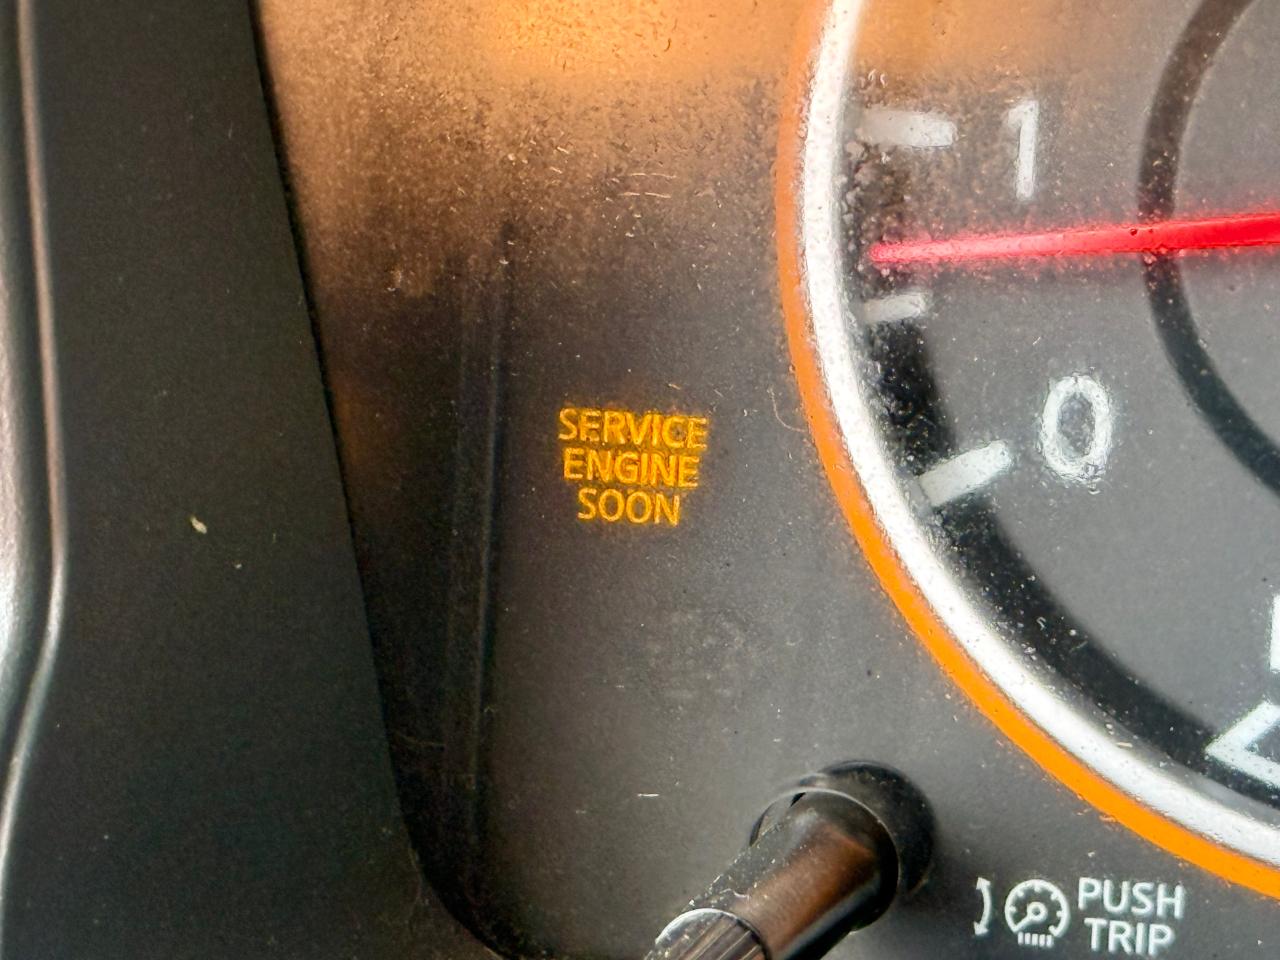 1
0
SERVICE
ENGINE
SOON
PUSH
TRIP